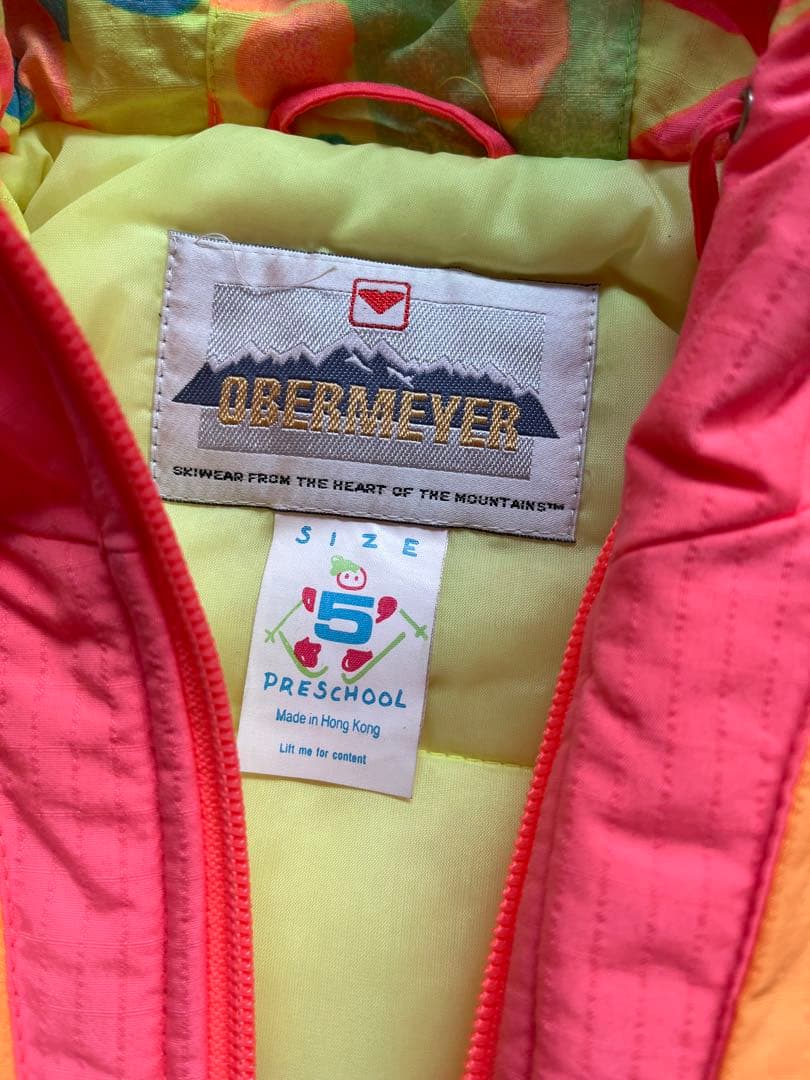 OBERMEYER
SKIWEAR FROM THE HEART OF THE MOUNTAINS™
SIZE
5
PRESCHOOL
Made in Hong Kong
Lift me for content